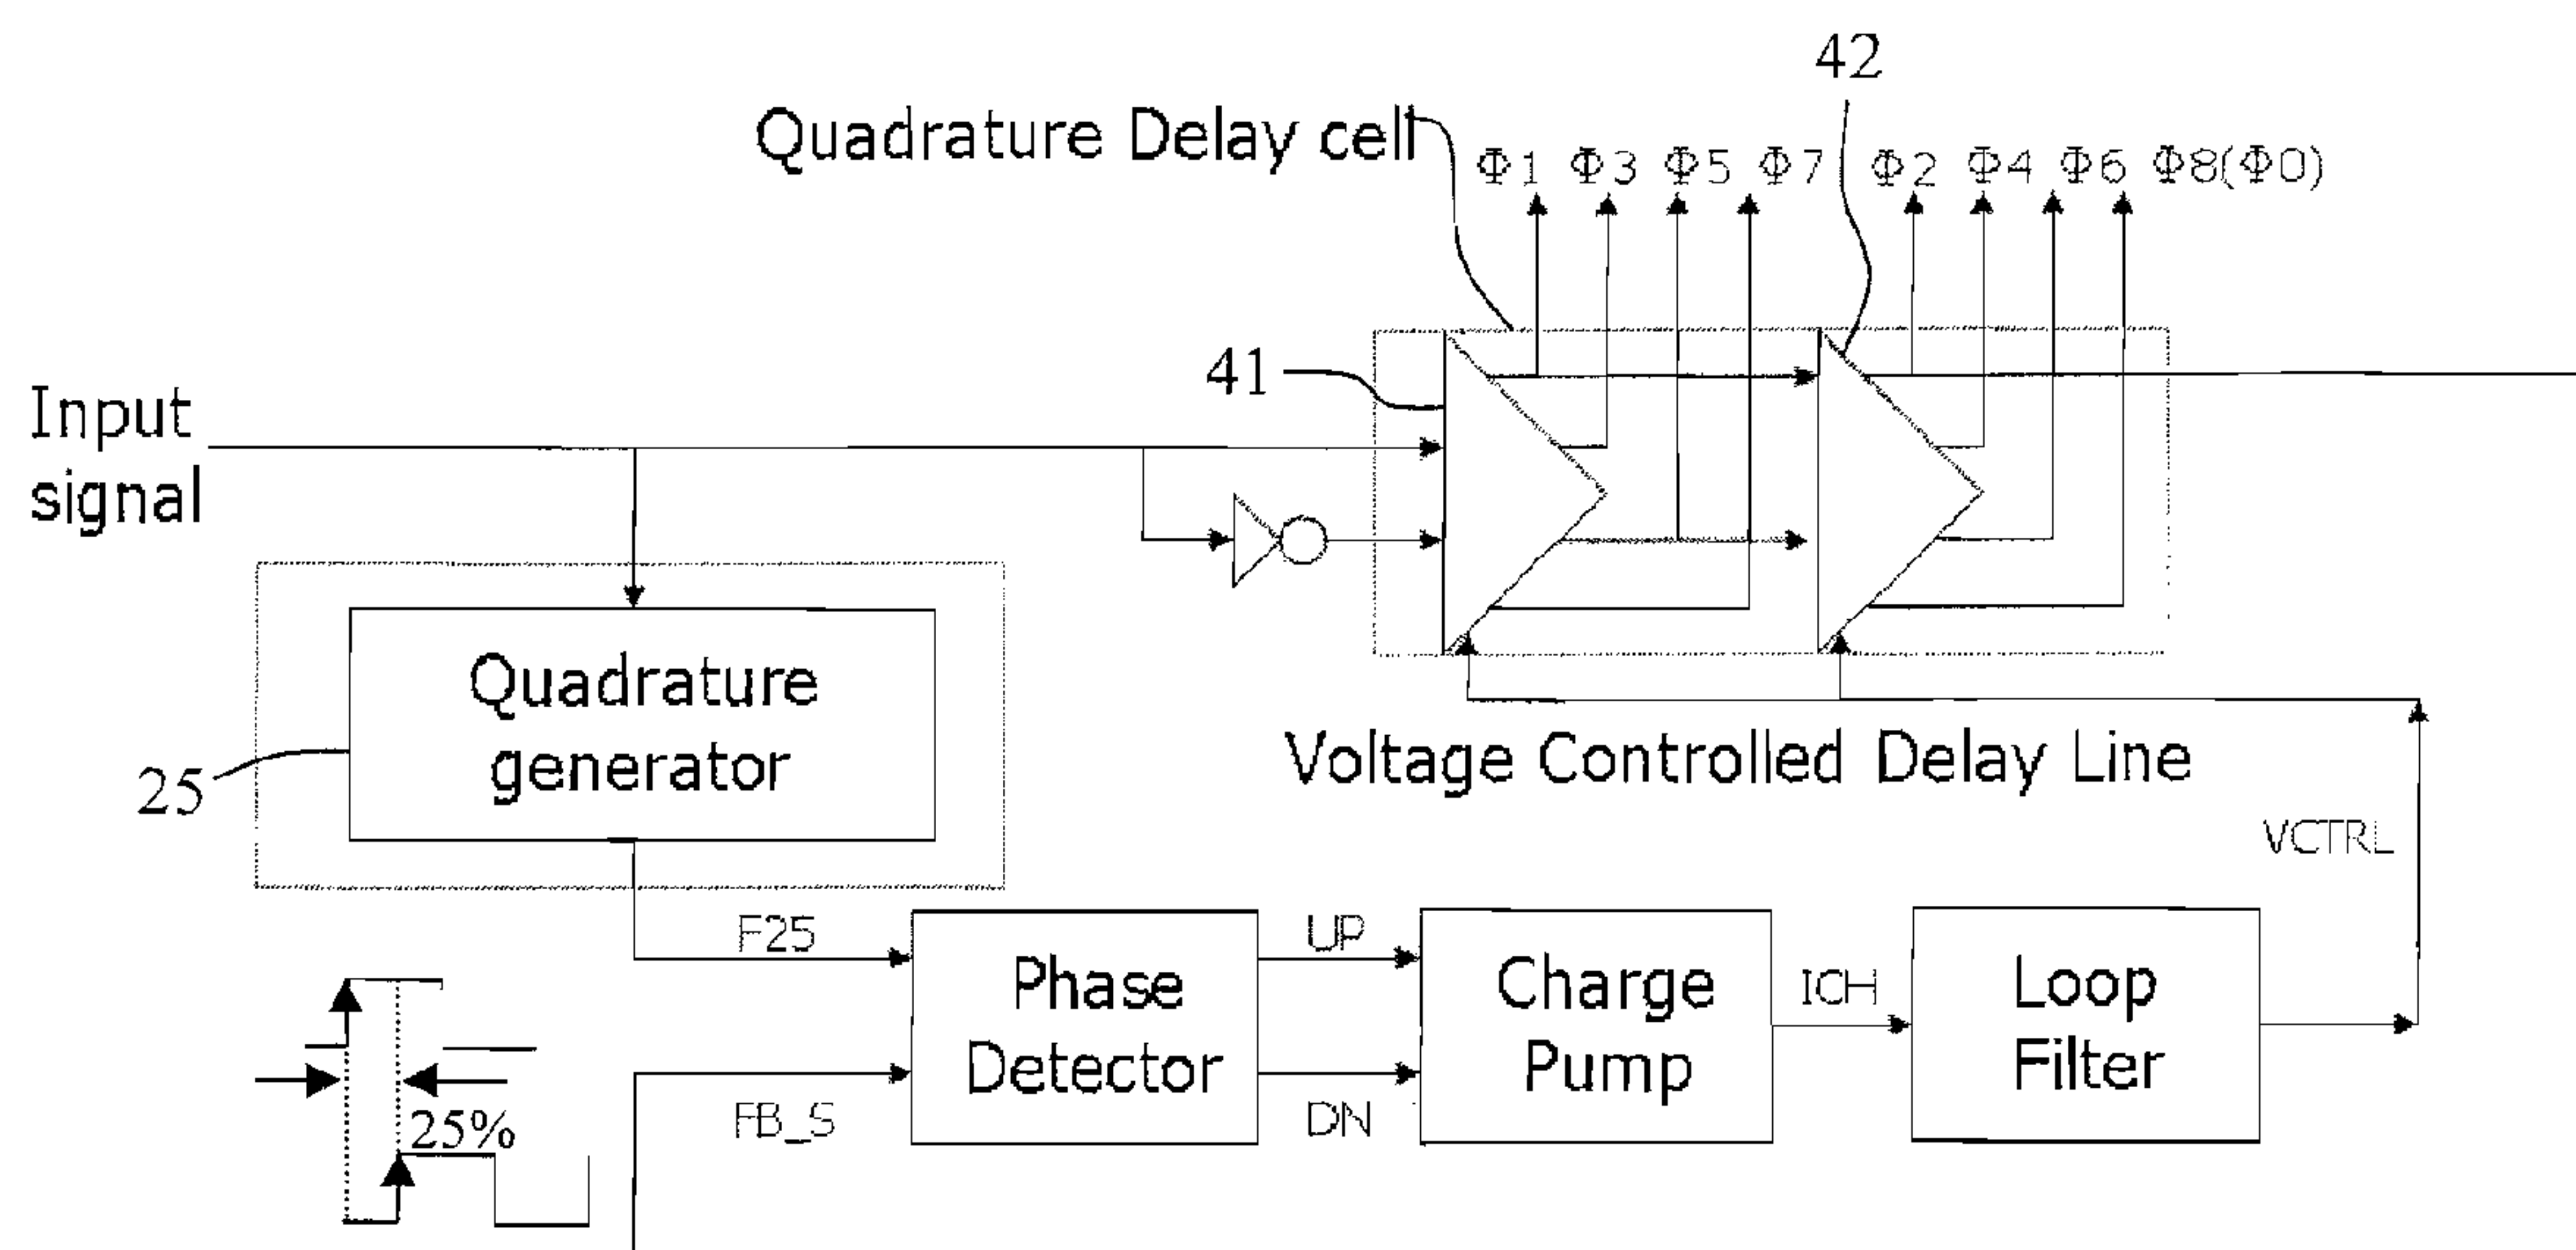 42
Quadrature Delay cell
Φ1 Φ3 Φ5 Φ7 Φ2 Φ4 Φ6 Φ8(Φ0)
41
Input
signal
Quadrature
generator
25
Voltage Controlled Delay Line
VCTRL
F25
UP
Phase
Detector
Charge
Pump
ICH
Loop
Filter
FB_S
DN
25%